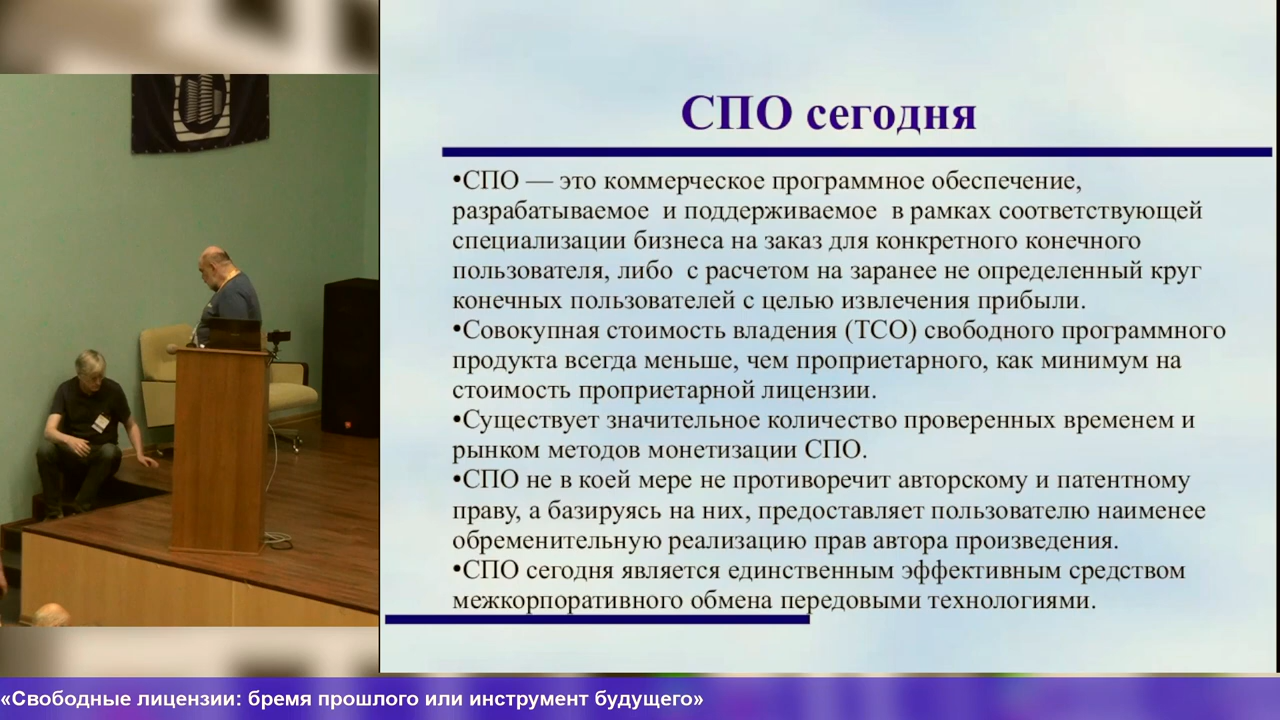 СПО сегодня
•СПО — это коммерческое программное обеспечение,
разрабатываемое и поддерживаемое в рамках соответствующей
специализации бизнеса на заказ для конкретного конечного
пользователя, либо с расчетом на заранее не определенный круг
конечных пользователей с целью извлечения прибыли.
•Совокупная стоимость владения (ТСО) свободного программного
продукта всегда меньше, чем проприетарного, как минимум на
стоимость проприетарной лицензии.
•Существует значительное количество проверенных временем и
рынком методов монетизации СПО.
•СПО не в коей мере не противоречит авторскому и патентному
праву, а базируясь на них, предоставляет пользователю наименее
обременительную реализацию прав автора произведения.
•СПО сегодня является единственным эффективным средством
межкорпоративного обмена передовыми технологиями.
«Свободные лицензии: бремя прошлого или инструмент будущего»